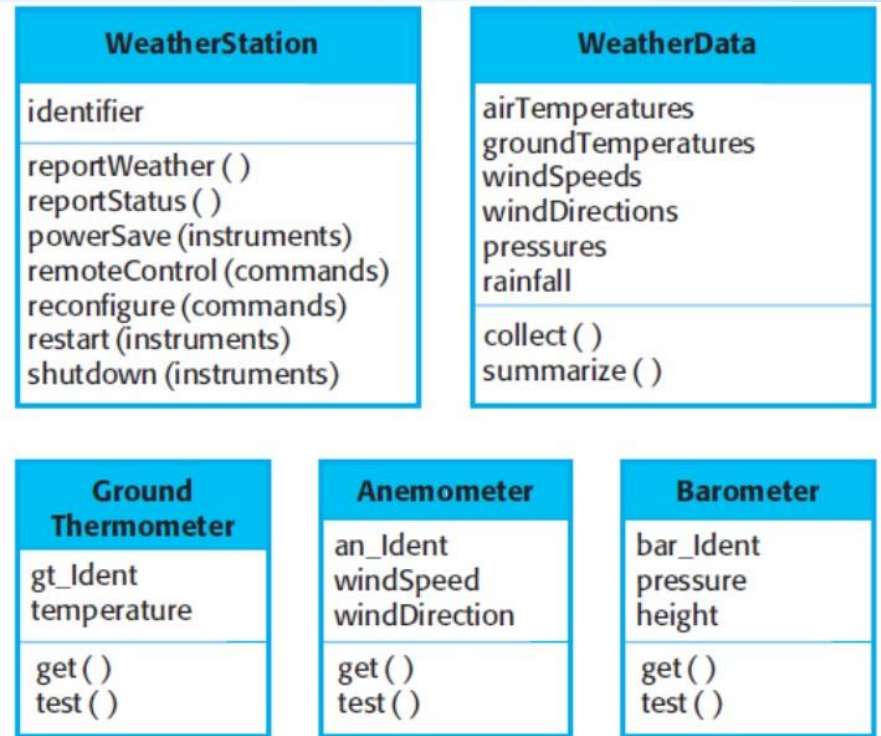 WeatherStation
identifier
reportWeather ( )
reportStatus ( )
powerSave (instruments)
remoteControl (commands)
reconfigure (commands)
restart (instruments)
shutdown (instruments)
WeatherData
airTemperatures
groundTemperatures
windSpeeds
windDirections
pressures
rainfall
collect ( )
summarize ( )
Ground
Thermometer
gt_Ident
temperature
get ( )
test ( )
Anemometer
an_Ident
windSpeed
windDirection
get ( )
test ( )
Barometer
bar_Ident
pressure
height
get ( )
test ( )